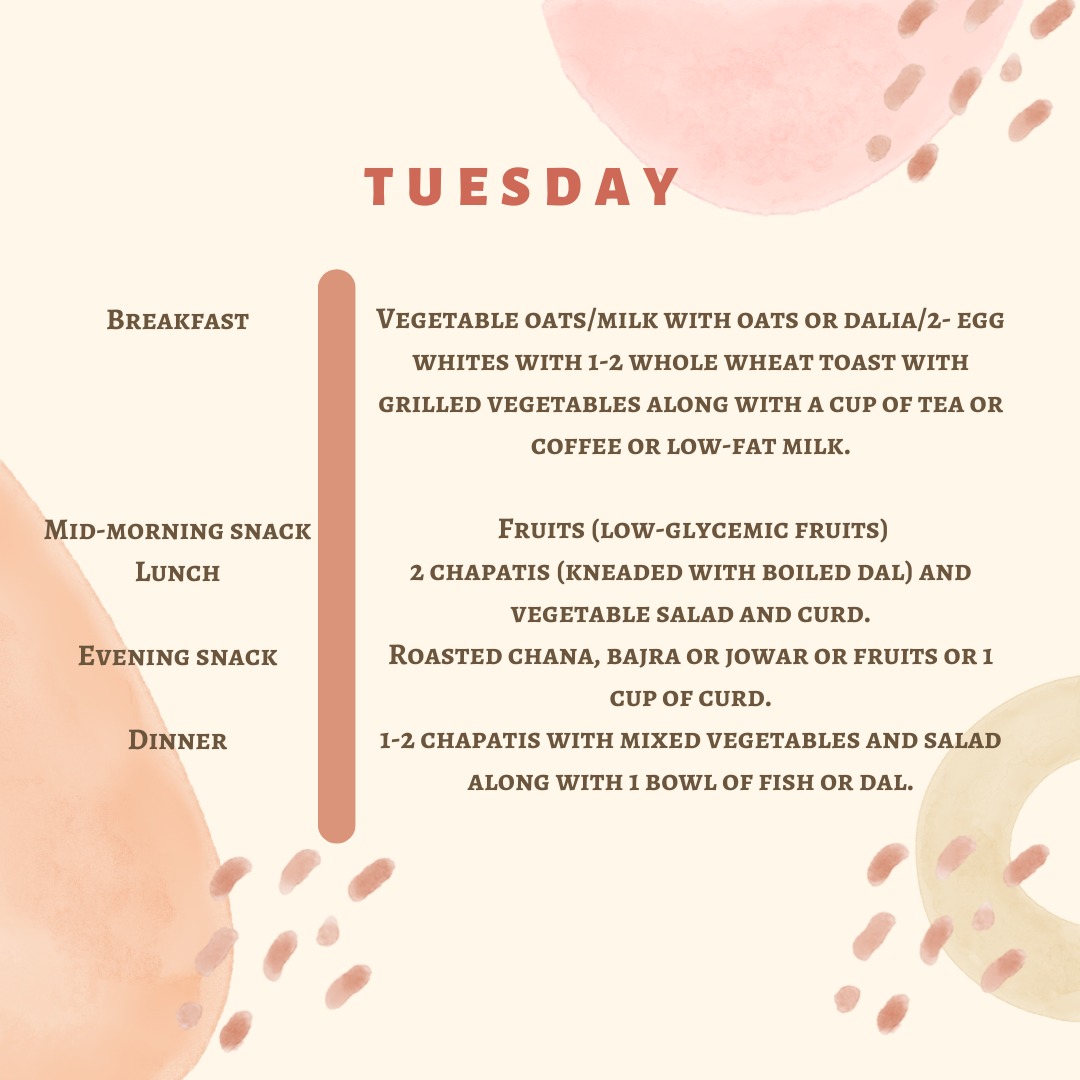 TUESDAY
Breakfast
Vegetable oats/milk with oats or dalia/2- egg
whites with 1-2 whole wheat toast with
grilled vegetables along with a cup of tea or
coffee or low-fat milk.
Mid-morning snack
Fruits (low-glycemic fruits)
Lunch
2 chapatis (kneaded with boiled dal) and
vegetable salad and curd.
Evening snack
Roasted chana, bajra or jowar or fruits or 1
cup of curd.
Dinner
1-2 chapatis with mixed vegetables and salad
along with 1 bowl of fish or dal.